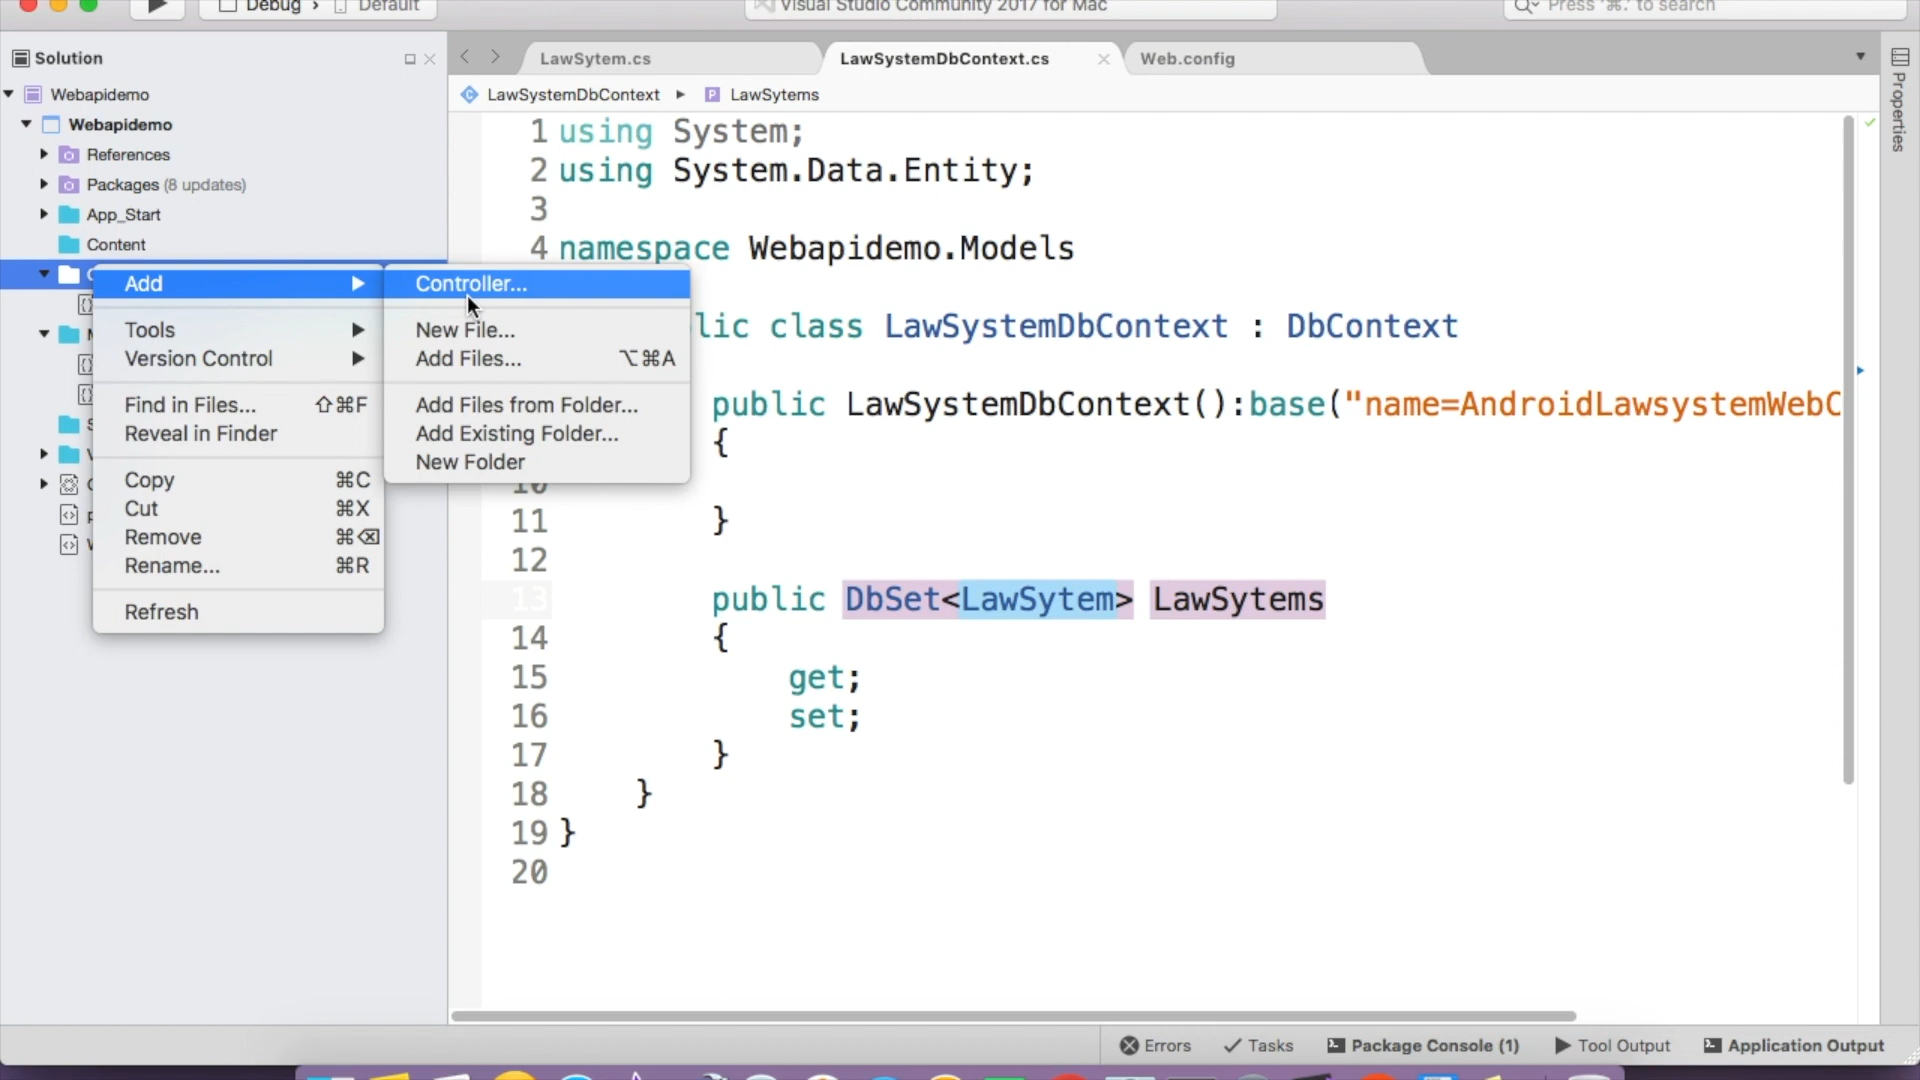 Debug › Default
Visual Studio Community 2017 for Mac
Press '⌘.' to search
Solution
Webapidemo
Webapidemo
References
Packages (8 updates)
App_Start
Content
Add
Tools
Version Control
Find in Files... ⇧⌘F
Reveal in Finder
Copy ⌘C
Cut ⌘X
Remove ⌘⌫
Rename... ⌘R
Refresh
Controller...
New File...
Add Files... ⌥⌘A
Add Files from Folder...
Add Existing Folder...
New Folder
LawSytem.cs
LawSystemDbContext.cs
Web.config
LawSystemDbContext ▸ LawSytems
1 using System;
2 using System.Data.Entity;
3
4 namespace Webapidemo.Models
lic class LawSystemDbContext : DbContext
public LawSystemDbContext():base("name=AndroidLawsystemWebC
{
10
11 }
12
13 public DbSet<LawSytem> LawSytems
14 {
15 get;
16 set;
17 }
18 }
19 }
20
Properties
Errors
Tasks
Package Console (1)
Tool Output
Application Output